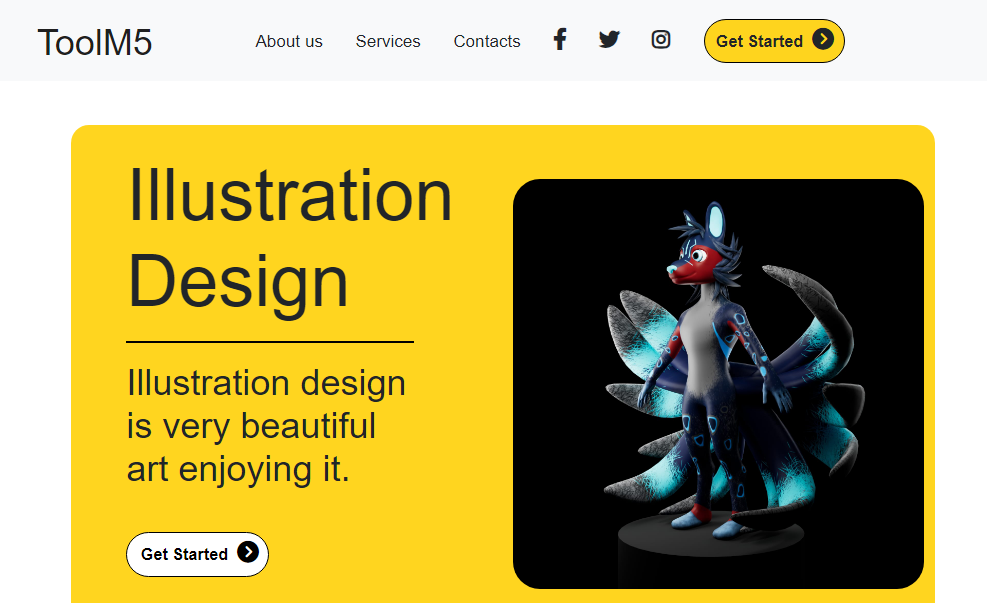 ToolM5
About us
Services
Contacts
Get Started
Illustration
Design
Illustration design
is very beautiful
art enjoying it.
Get Started